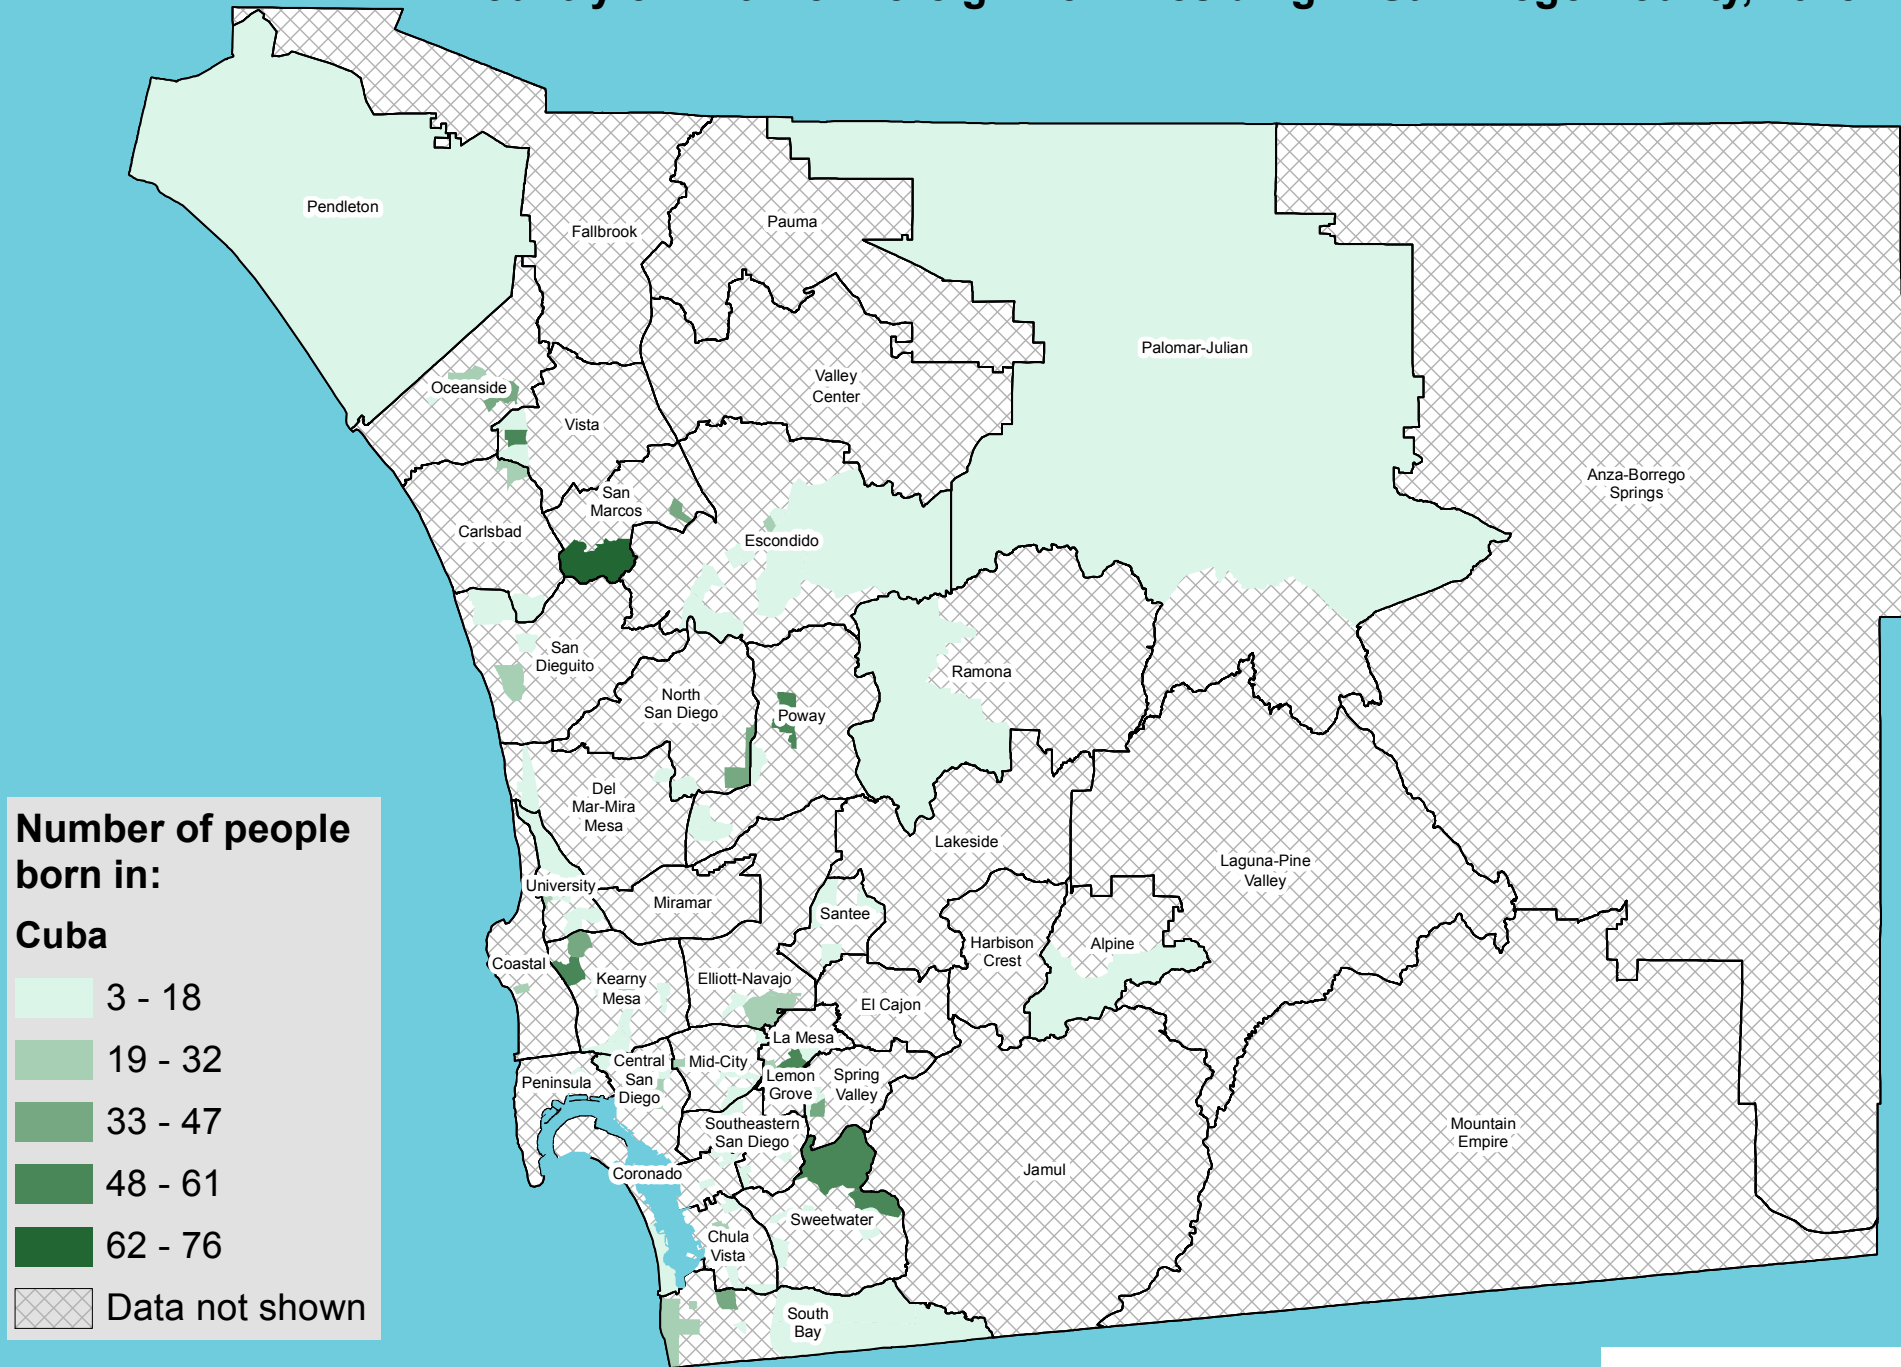 Pendleton
Fallbrook
Pauma
Palomar-Julian
Oceanside
Valley
Center
Vista
Anza-Borrego
Springs
San
Marcos
Carlsbad
Escondido
San
Dieguito
Ramona
North
San Diego
Poway
Del
Mar-Mira
Mesa
Lakeside
Laguna-Pine
Valley
University
Miramar
Santee
Harbison
Crest
Alpine
Coastal
Kearny
Mesa
Elliott-Navajo
El Cajon
La Mesa
Central
San
Diego
Mid-City
Peninsula
Lemon
Grove
Spring
Valley
Southeastern
San Diego
Mountain
Empire
Coronado
Jamul
Sweetwater
Chula
Vista
South
Bay
Number of people
born in:
Cuba
3 - 18
19 - 32
33 - 47
48 - 61
62 - 76
Data not shown